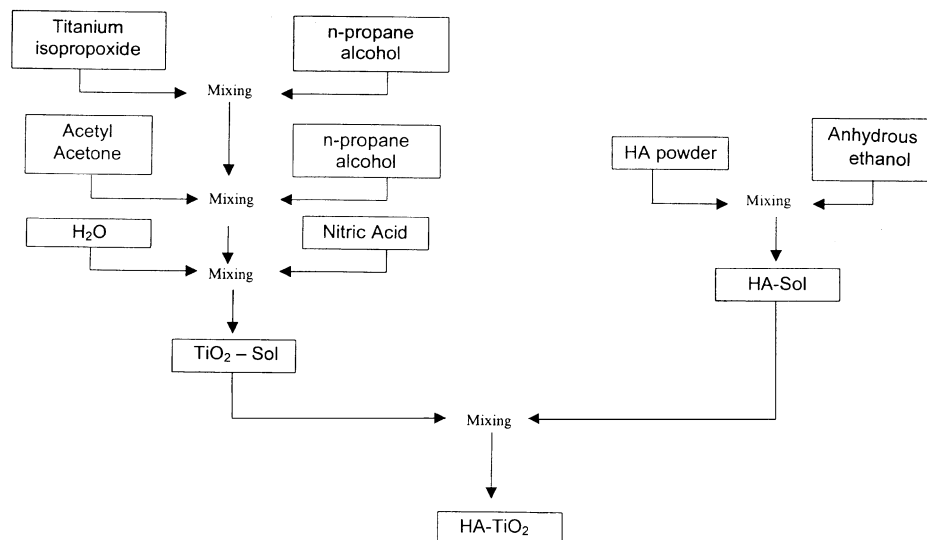 Titanium
isopropoxide
n-propane
alcohol
Mixing
Acetyl
Acetone
n-propane
alcohol
Mixing
H₂O
Nitric Acid
Mixing
TiO₂ – Sol
HA powder
Anhydrous
ethanol
Mixing
HA-Sol
Mixing
HA-TiO₂